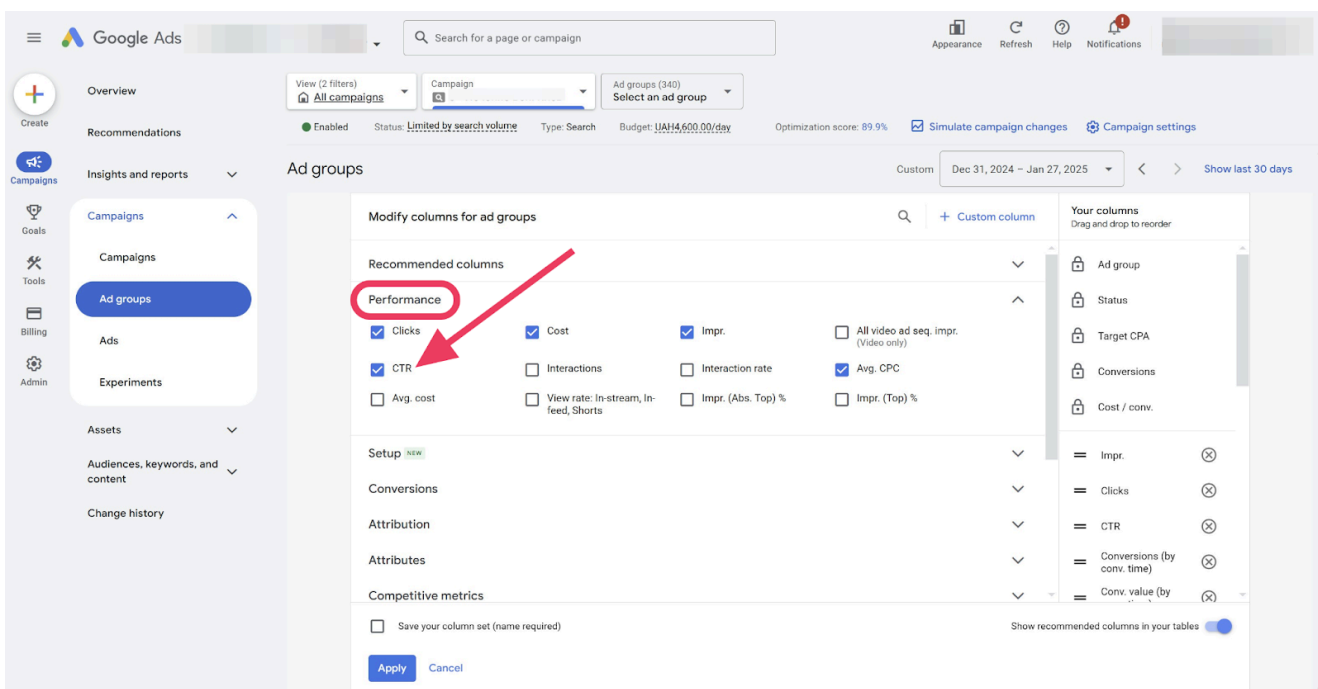 Google Ads
Search for a page or campaign
Appearance
Refresh
Help
Notifications
Create
Campaigns
Goals
Tools
Billing
Admin
Overview
Recommendations
Insights and reports
Campaigns
Campaigns
Ad groups
Ads
Experiments
Assets
Audiences, keywords, and
content
Change history
View (2 filters)
All campaigns
Campaign
Ad groups (340)
Select an ad group
Enabled
Status: Limited by search volume
Type: Search
Budget: UAH4,600.00/day
Optimization score: 89.9%
Simulate campaign changes
Campaign settings
Ad groups
Custom
Dec 31, 2024 – Jan 27, 2025
Show last 30 days
Modify columns for ad groups
+ Custom column
Recommended columns
Performance
Clicks
Cost
Impr.
All video ad seq. impr.
(Video only)
CTR
Interactions
Interaction rate
Avg. CPC
Avg. cost
View rate: In-stream, In-
feed, Shorts
Impr. (Abs. Top) %
Impr. (Top) %
Setup NEW
Conversions
Attribution
Attributes
Competitive metrics
Your columns
Drag and drop to reorder
Ad group
Status
Target CPA
Conversions
Cost / conv.
Impr.
Clicks
CTR
Conversions (by
conv. time)
Conv. value (by
Save your column set (name required)
Show recommended columns in your tables
Apply
Cancel